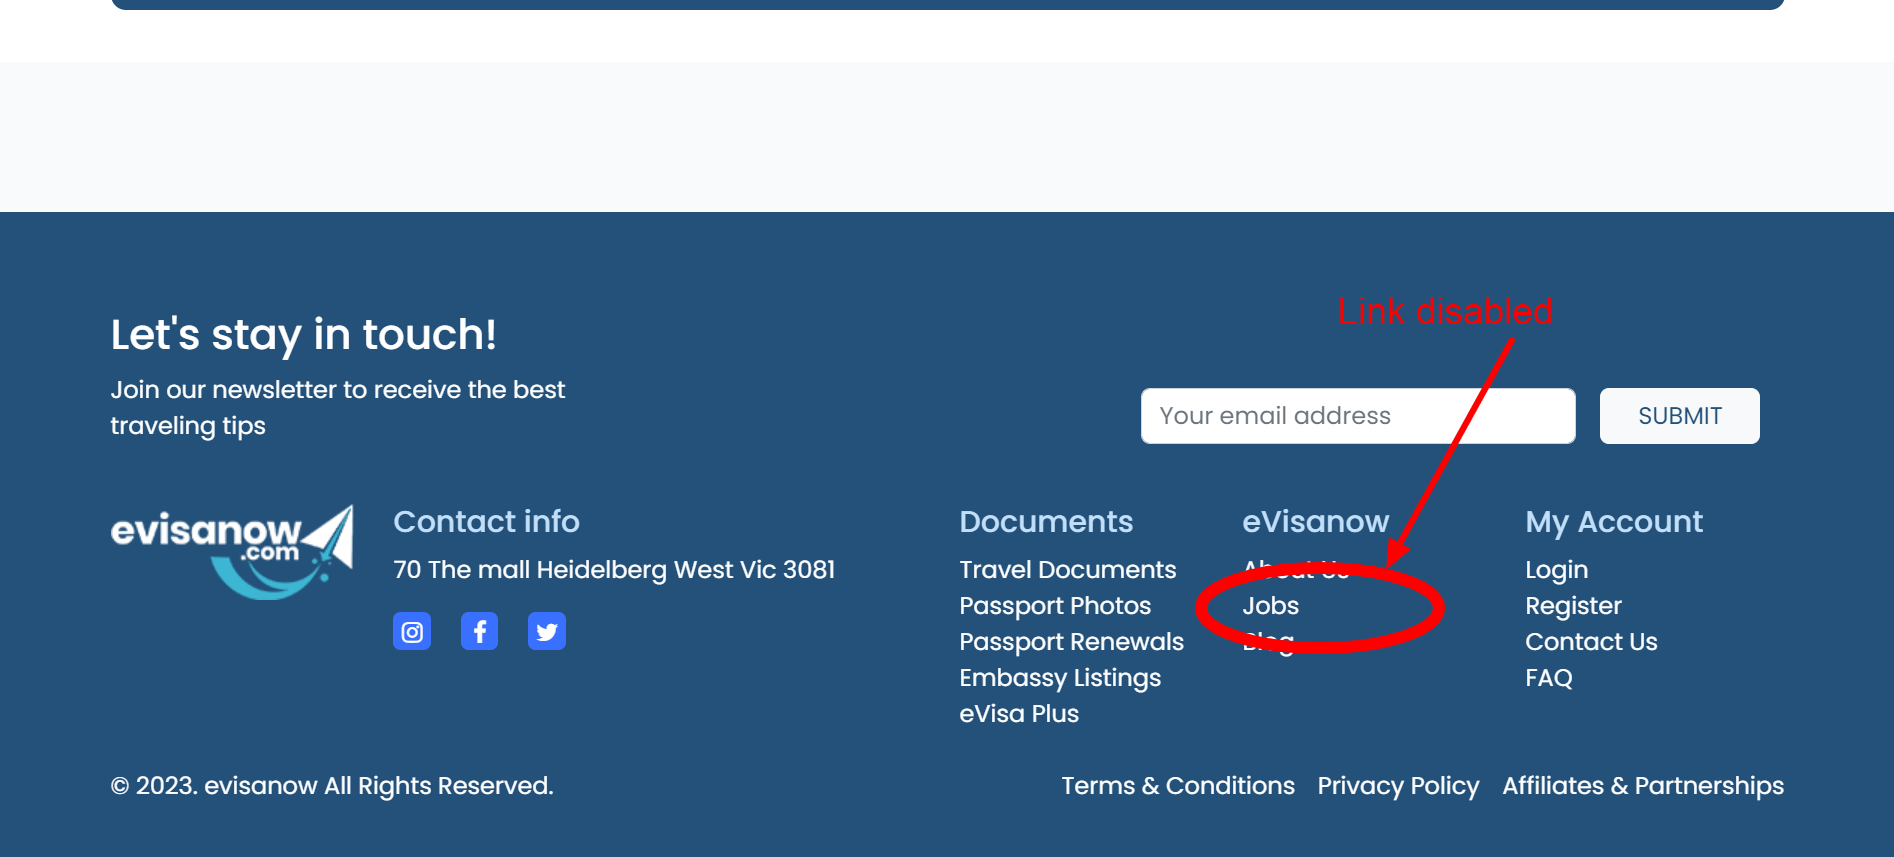 Link disabled
Let's stay in touch!
Join our newsletter to receive the best
traveling tips
Your email address
SUBMIT
evisanow
.com
Contact info
70 The mall Heidelberg West Vic 3081
Documents
Travel Documents
Passport Photos
Passport Renewals
Embassy Listings
eVisa Plus
eVisanow
About Us
Jobs
Blog
My Account
Login
Register
Contact Us
FAQ
© 2023. evisanow All Rights Reserved.
Terms & Conditions Privacy Policy Affiliates & Partnerships